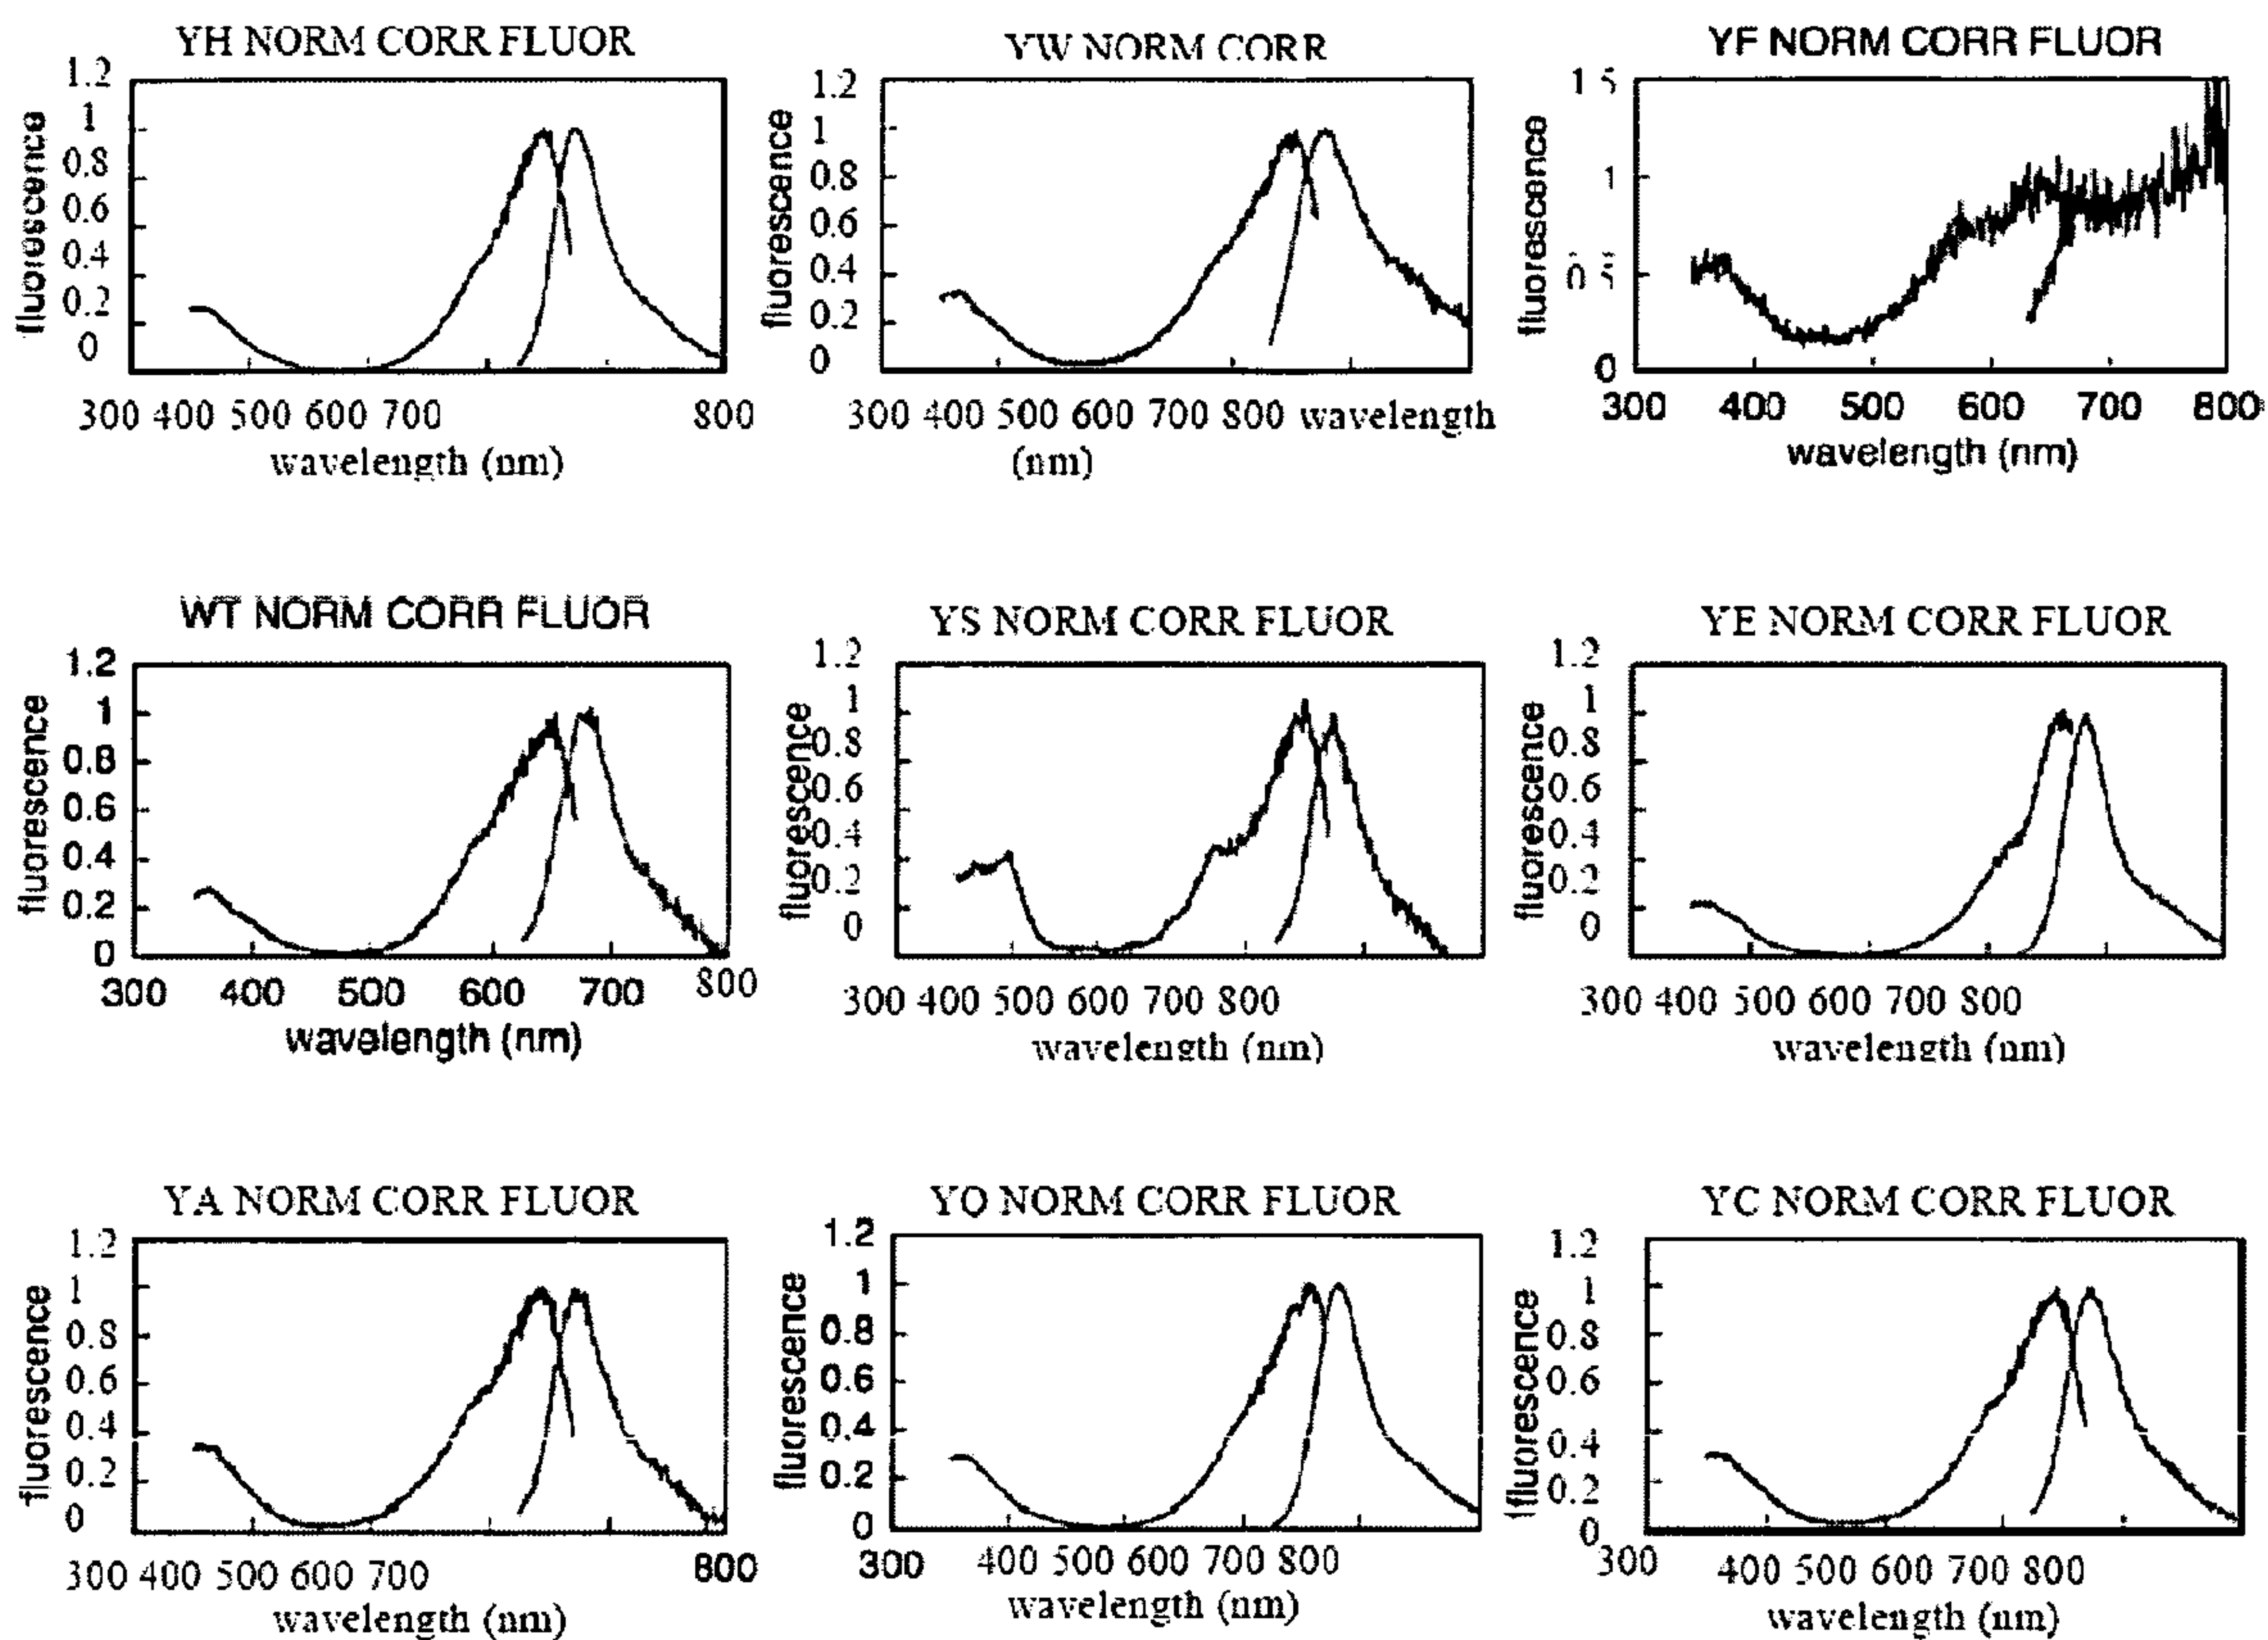 YH NORM CORR FLUOR
1.2
1
0.8
0.6
0.4
0.2
0
fluorescence
300 400 500 600 700 800
wavelength (nm)
YW NORM CORR
1.2
1
0.8
0.6
0.4
0.2
0
fluorescence
300 400 500 600 700 800 wavelength
(nm)
YF NORM CORR FLUOR
1 5
1
0 5
0
fluorescence
300 400 500 600 700 800
wavelength (nm)
WT NORM CORR FLUOR
1.2
1
0.8
0.6
0.4
0.2
0
fluorescence
300 400 500 600 700 800
wavelength (nm)
YS NORM CORR FLUOR
1.2
1
0.8
0.6
0.4
0.2
0
fluorescence
300 400 500 600 700 800
wavelength (nm)
YE NORM CORR FLUOR
1.2
1
0.8
0.6
0.4
0.2
0
fluorescence
300 400 500 600 700 800
wavelength (nm)
YA NORM CORR FLUOR
1.2
1
0.8
0.6
0.4
0.2
0
fluorescence
300 400 500 600 700 800
wavelength (nm)
YQ NORM CORR FLUOR
1.2
1
0.8
0.6
0.4
0.2
0
fluorescence
300 400 500 600 700 800
wavelength (nm)
YC NORM CORR FLUOR
1.2
1
0.8
0.6
0.4
0.2
0
fluorescence
300 400 500 600 700 800
wavelength (nm)